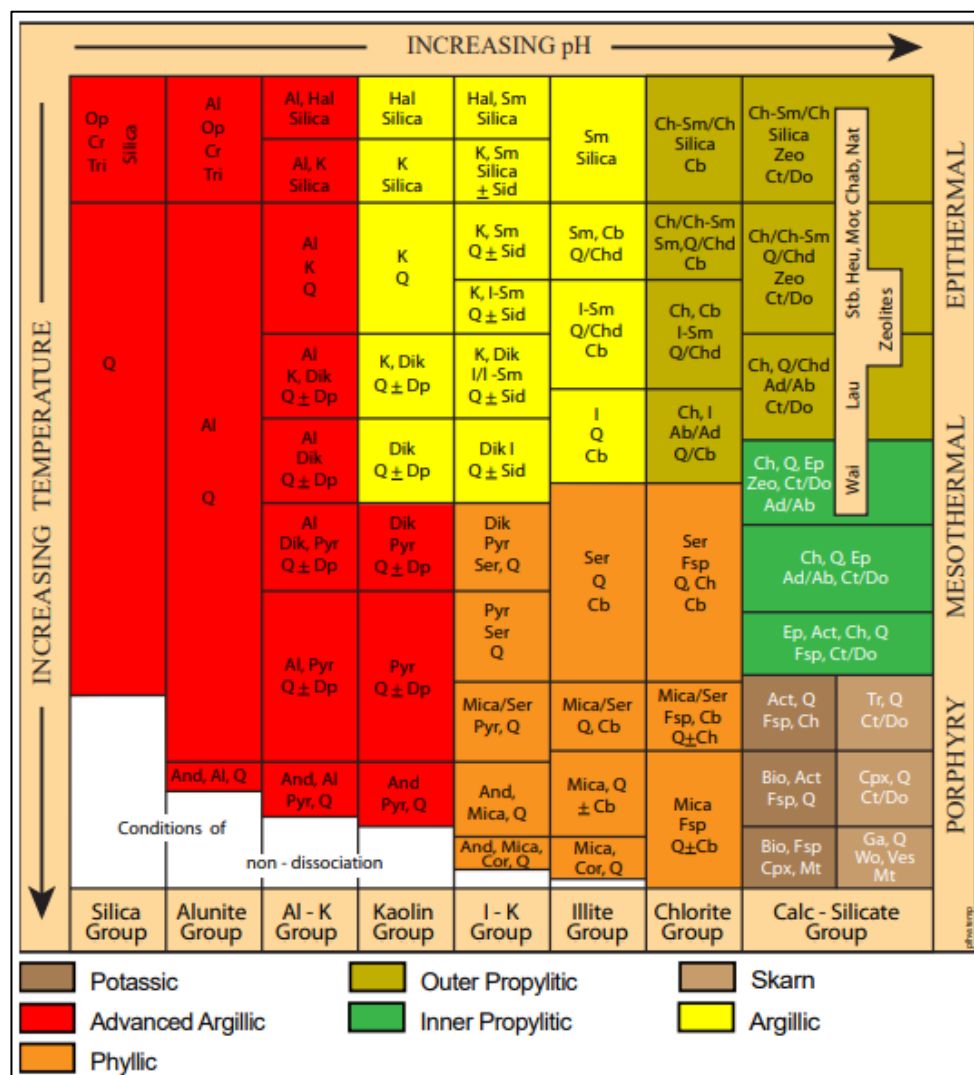 INCREASING pH
INCREASING TEMPERATURE
EPITHERMAL
MESOTHERMAL
PORPHYRY
Op
Cr
Tri
Silica
Q
Al
Op
Cr
Tri
Al
Q
And, Al, Q
Al, Hal
Silica
Al, K
Silica
Al
K
Q
Al
K, Dik
Q ± Dp
Al
Dik
Q ± Dp
Al
Dik, Pyr
Q ± Dp
Al, Pyr
Q ± Dp
And, Al
Pyr, Q
Hal
Silica
K
Silica
K
Q
K, Dik
Q ± Dp
Dik
Q ± Dp
Dik
Pyr
Q ± Dp
Pyr
Q ± Dp
And
Pyr, Q
Hal, Sm
Silica
K, Sm
Silica
± Sid
K, Sm
Q ± Sid
K, I-Sm
Q ± Sid
K, Dik
I/I -Sm
Q ± Sid
Dik I
Q ± Sid
Dik
Pyr
Ser, Q
Pyr
Ser
Q
Mica/Ser
Pyr, Q
And,
Mica, Q
And, Mica,
Cor, Q
Sm
Silica
Sm, Cb
Q/Chd
I-Sm
Q/Chd
Cb
I
Q
Cb
Ser
Q
Cb
Mica/Ser
Q, Cb
Mica, Q
± Cb
Mica,
Cor, Q
Ch-Sm/Ch
Silica
Cb
Ch/Ch-Sm
Sm,Q/Chd
Cb
Ch, Cb
I-Sm
Q/Chd
Ch, I
Ab/Ad
Q/Cb
Ser
Fsp
Q, Ch
Cb
Mica/Ser
Fsp, Cb
Q±Ch
Mica
Fsp
Q±Cb
Ch-Sm/Ch
Silica
Zeo
Ct/Do
Ch/Ch-Sm
Q/Chd
Zeo
Ct/Do
Ch, Q/Chd
Ad/Ab
Ct/Do
Ch, Q, Ep
Zeo, Ct/Do
Ad/Ab
Ch, Q, Ep
Ad/Ab, Ct/Do
Ep, Act, Ch, Q
Fsp, Ct/Do
Act, Q
Fsp, Ch
Bio, Act
Fsp, Q
Bio, Fsp
Cpx, Mt
Tr, Q
Ct/Do
Cpx, Q
Ct/Do
Ga, Q
Wo, Ves
Mt
Wai Lau Stb. Heu, Mor, Chab, Nat
Zeolites
Conditions of
non - dissociation
Silica
Group
Alunite
Group
Al - K
Group
Kaolin
Group
I - K
Group
Illite
Group
Chlorite
Group
Calc - Silicate
Group
Potassic
Advanced Argillic
Phyllic
Outer Propylitic
Inner Propylitic
Skarn
Argillic